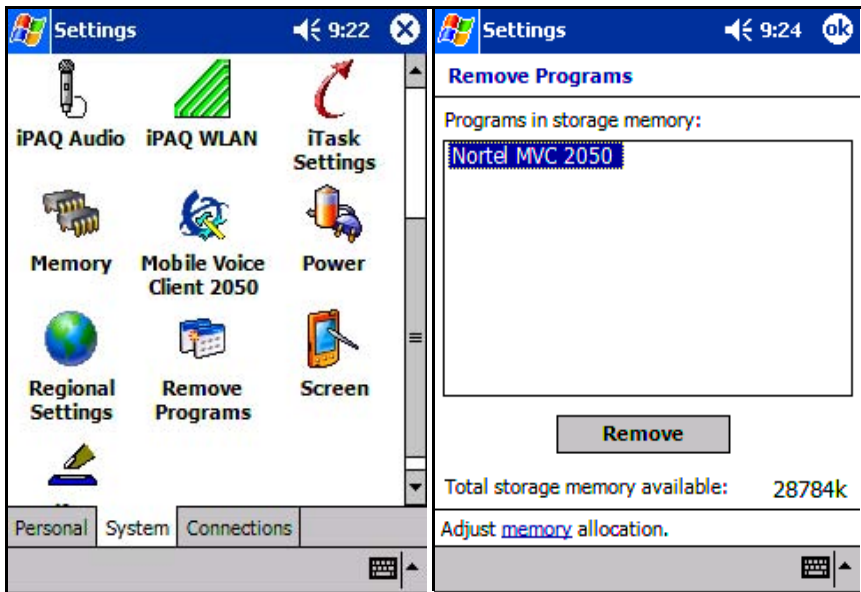 Settings 9:22
iPAQ Audio iPAQ WLAN iTask
Settings
Memory Mobile Voice Power
Client 2050
Regional Remove Screen
Settings Programs
Personal System Connections
Settings 9:24 ok
Remove Programs
Programs in storage memory:
Nortel MVC 2050
Remove
Total storage memory available: 28784k
Adjust memory allocation.